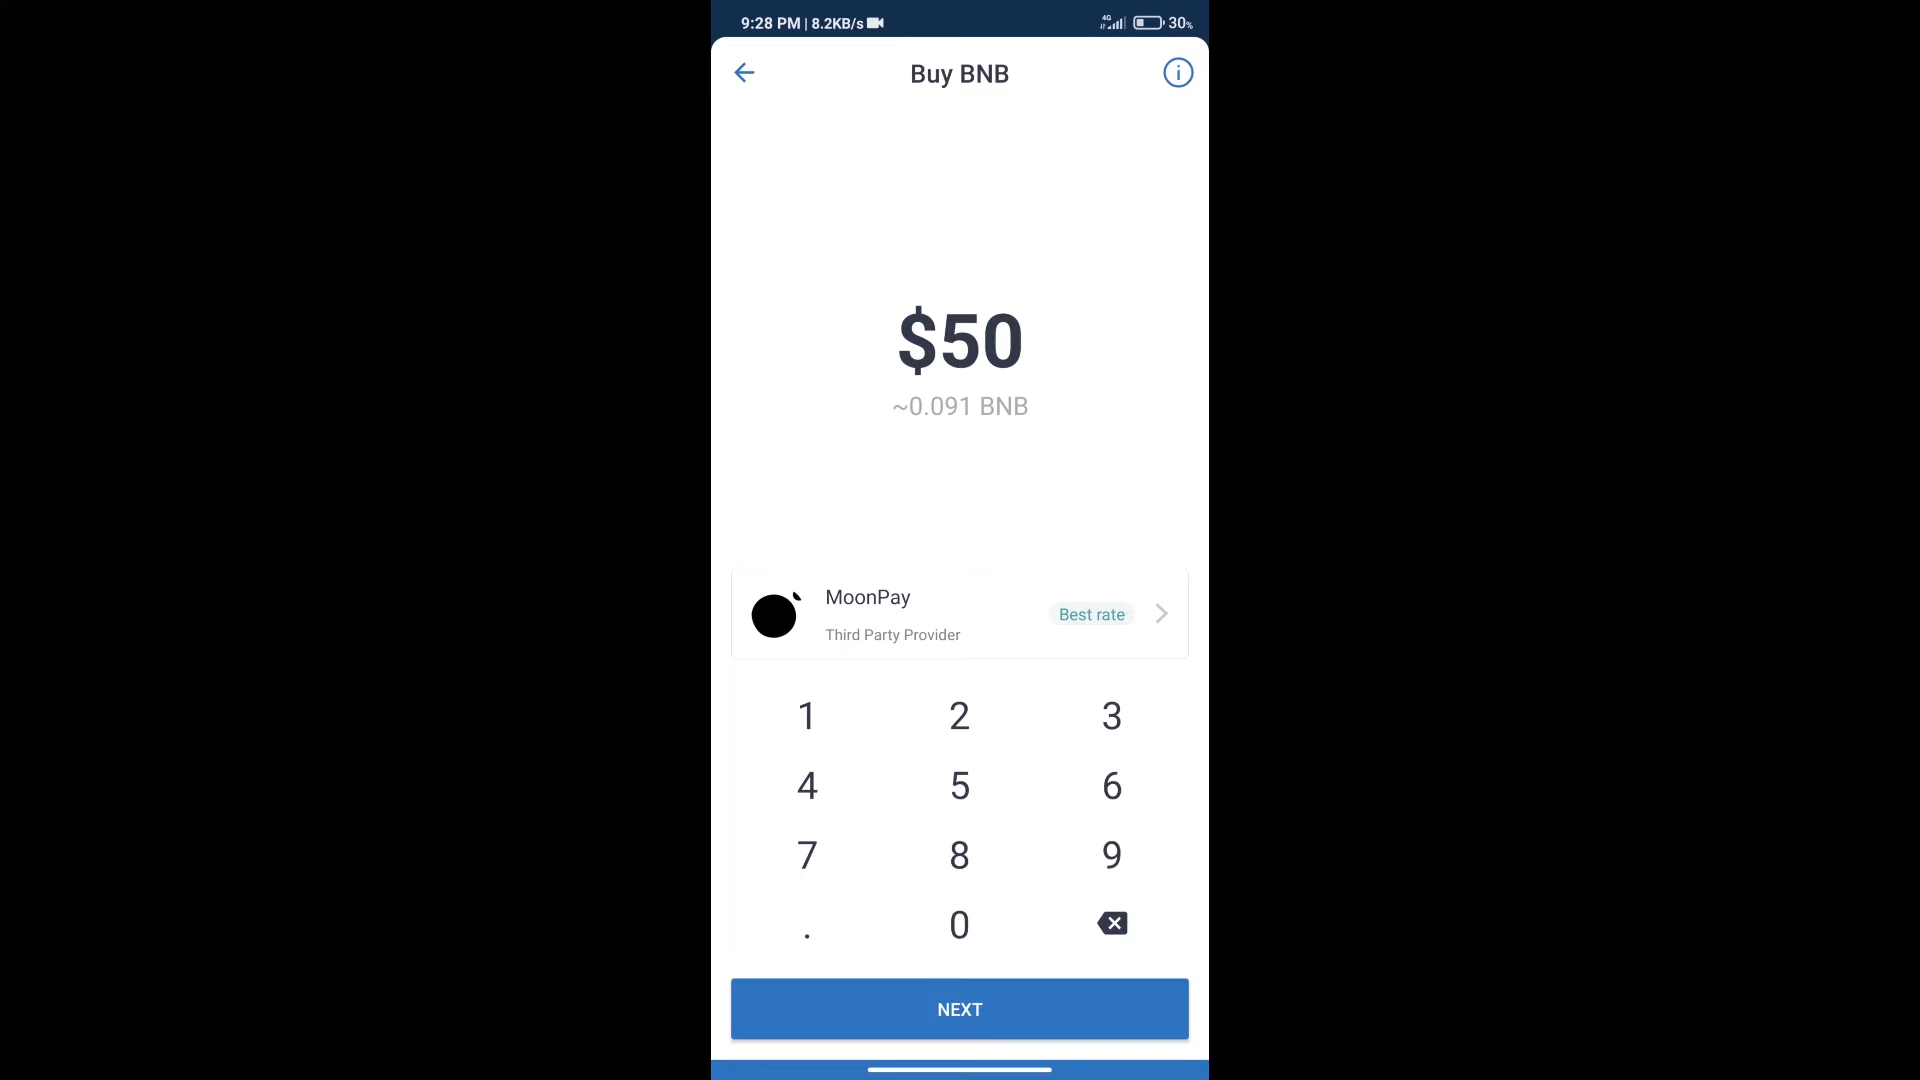 9:28 PM | 8.2KB/s 4G 30%
Buy BNB
$50
~0.091 BNB
MoonPay
Best rate
Third Party Provider
1 2 3
4 5 6
7 8 9
. 0
NEXT